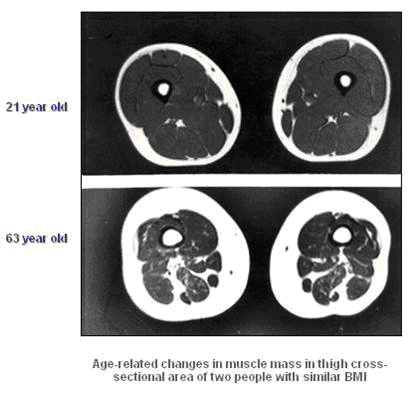 21 year old
63 year old
Age-related changes in muscle mass in thigh cross-
sectional area of two people with similar BMI